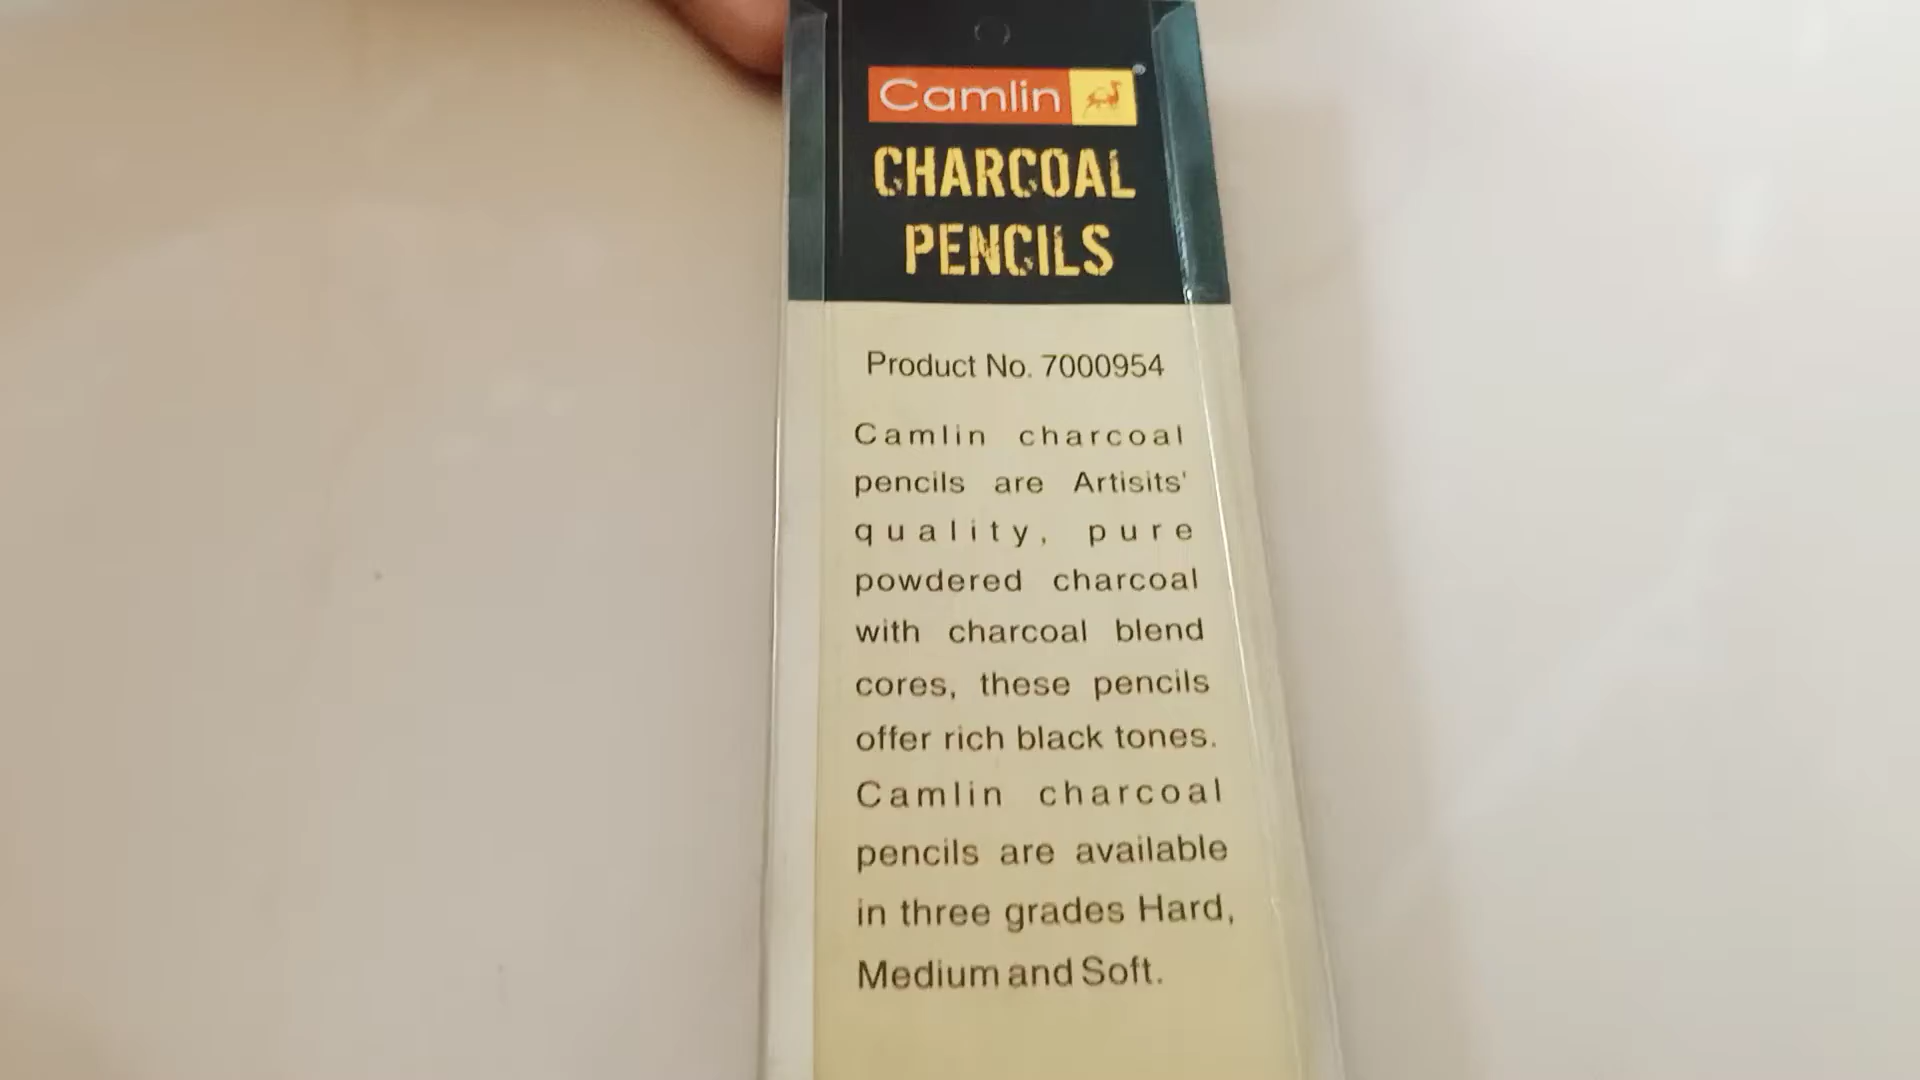 Camlin®
CHARCOAL
PENCILS
Product No. 7000954
Camlin charcoal
pencils are Artisits'
quality, pure
powdered charcoal
with charcoal blend
cores, these pencils
offer rich black tones.
Camlin charcoal
pencils are available
in three grades Hard,
Medium and Soft.